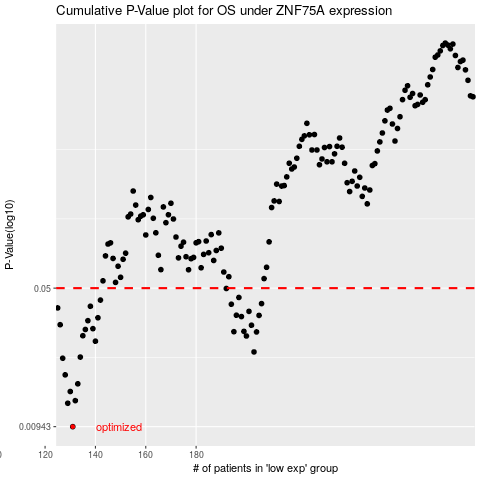 Cumulative P-Value plot for OS under ZNF75A expression
P-Value(log10)
0.05
0.00943
optimized
0 120 140 160 180
# of patients in 'low exp' group